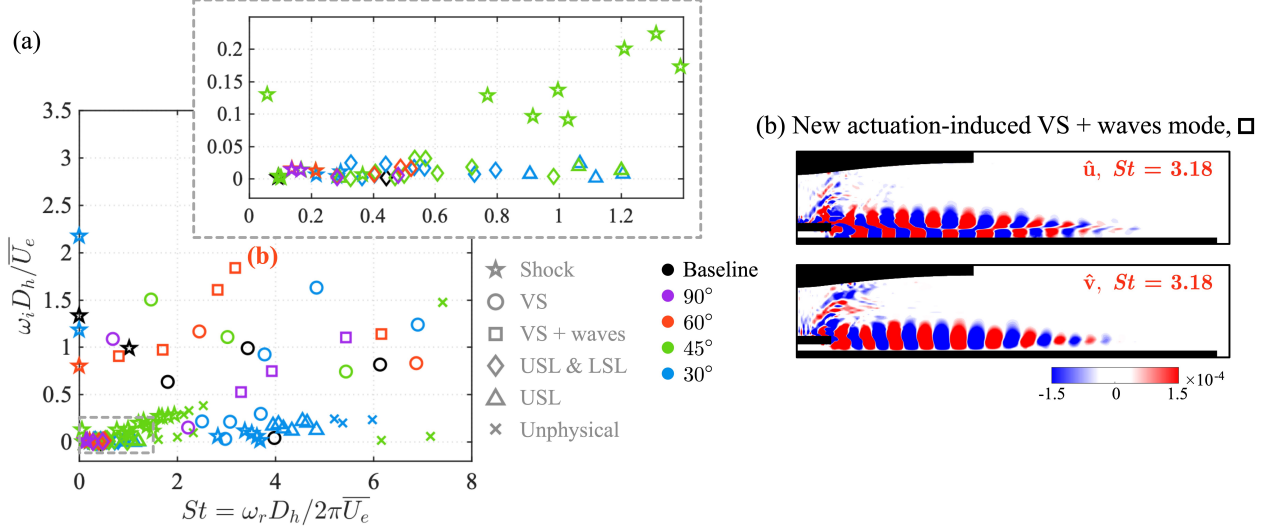 (a)
0.2
0.15
0.1
0.05
0
0 0.2 0.4 0.6 0.8 1 1.2
3.5
3
2.5
2
1.5
1
0.5
0
0 2 4 6 8
ω_i D_h/\overline{U_e}
St = ω_r D_h/2π\overline{U_e}
(b)
Shock
VS
VS + waves
USL & LSL
USL
Unphysical
Baseline
90°
60°
45°
30°
(b) New actuation-induced VS + waves mode,
û, St = 3.18
v̂, St = 3.18
-1.5 0 1.5 ×10⁻⁴